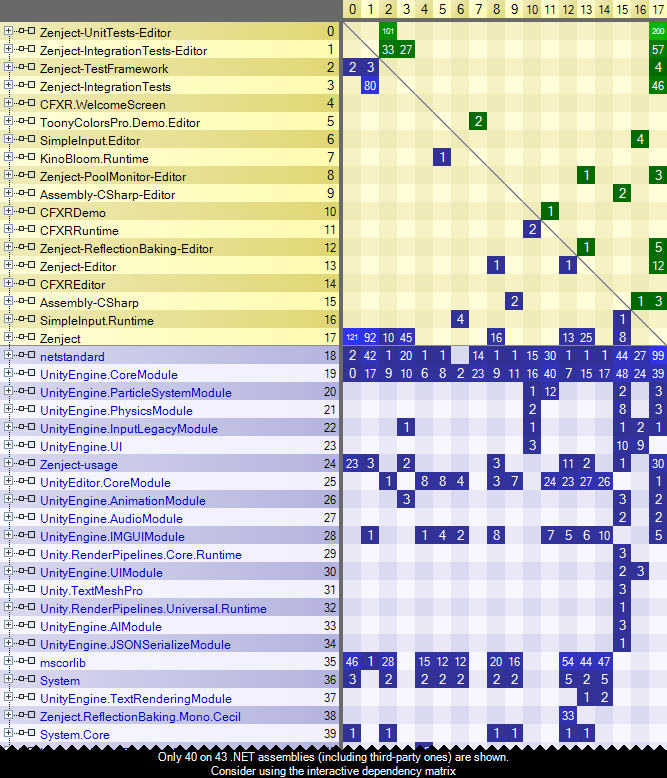 0 1 2 3 4 5 6 7 8 9 10 11 12 13 14 15 16 17
Zenject-UnitTests-Editor 0 101 200
Zenject-IntegrationTests-Editor 1 33 27 57
Zenject-TestFramework 2 2 3 4
Zenject-IntegrationTests 3 80 46
CFXR.WelcomeScreen 4
ToonyColorsPro.Demo.Editor 5 2
SimpleInput.Editor 6 4
KinoBloom.Runtime 7 1
Zenject-PoolMonitor-Editor 8 1 3
Assembly-CSharp-Editor 9 2
CFXRDemo 10 1
CFXRRuntime 11 2
Zenject-ReflectionBaking-Editor 12 1 5
Zenject-Editor 13 1 1 12
CFXREditor 14
Assembly-CSharp 15 2 1 3
SimpleInput.Runtime 16 4 1
Zenject 17 121 92 10 45 16 13 25 8
netstandard 18 2 42 1 20 1 1 14 1 1 15 30 1 1 1 44 27 99
UnityEngine.CoreModule 19 0 17 9 10 6 8 2 23 9 11 16 40 7 15 17 48 24 39
UnityEngine.ParticleSystemModule 20 1 12 2 3
UnityEngine.PhysicsModule 21 2 8 3
UnityEngine.InputLegacyModule 22 1 3 1 2 1
UnityEngine.UI 23 3 10 9
Zenject-usage 24 23 3 2 3 11 2 1 30
UnityEditor.CoreModule 25 1 8 8 4 3 7 24 23 27 26 1
UnityEngine.AnimationModule 26 3 3 2
UnityEngine.AudioModule 27 2 2
UnityEngine.IMGUIModule 28 1 1 4 2 8 7 5 6 10 5
Unity.RenderPipelines.Core.Runtime 29 3
UnityEngine.UIModule 30 2 3
Unity.TextMeshPro 31 3
Unity.RenderPipelines.Universal.Runtime 32 1
UnityEngine.AIModule 33 3
UnityEngine.JSONSerializeModule 34 1
mscorlib 35 46 1 28 15 12 12 20 16 54 44 47
System 36 3 2 2 2 2 2 2 5 2 5
UnityEngine.TextRenderingModule 37 1 2
Zenject.ReflectionBaking.Mono.Cecil 38 33
System.Core 39 1 1 1 1 1 1
Only 40 on 43 .NET assemblies (including third-party ones) are shown.
Consider using the interactive dependency matrix